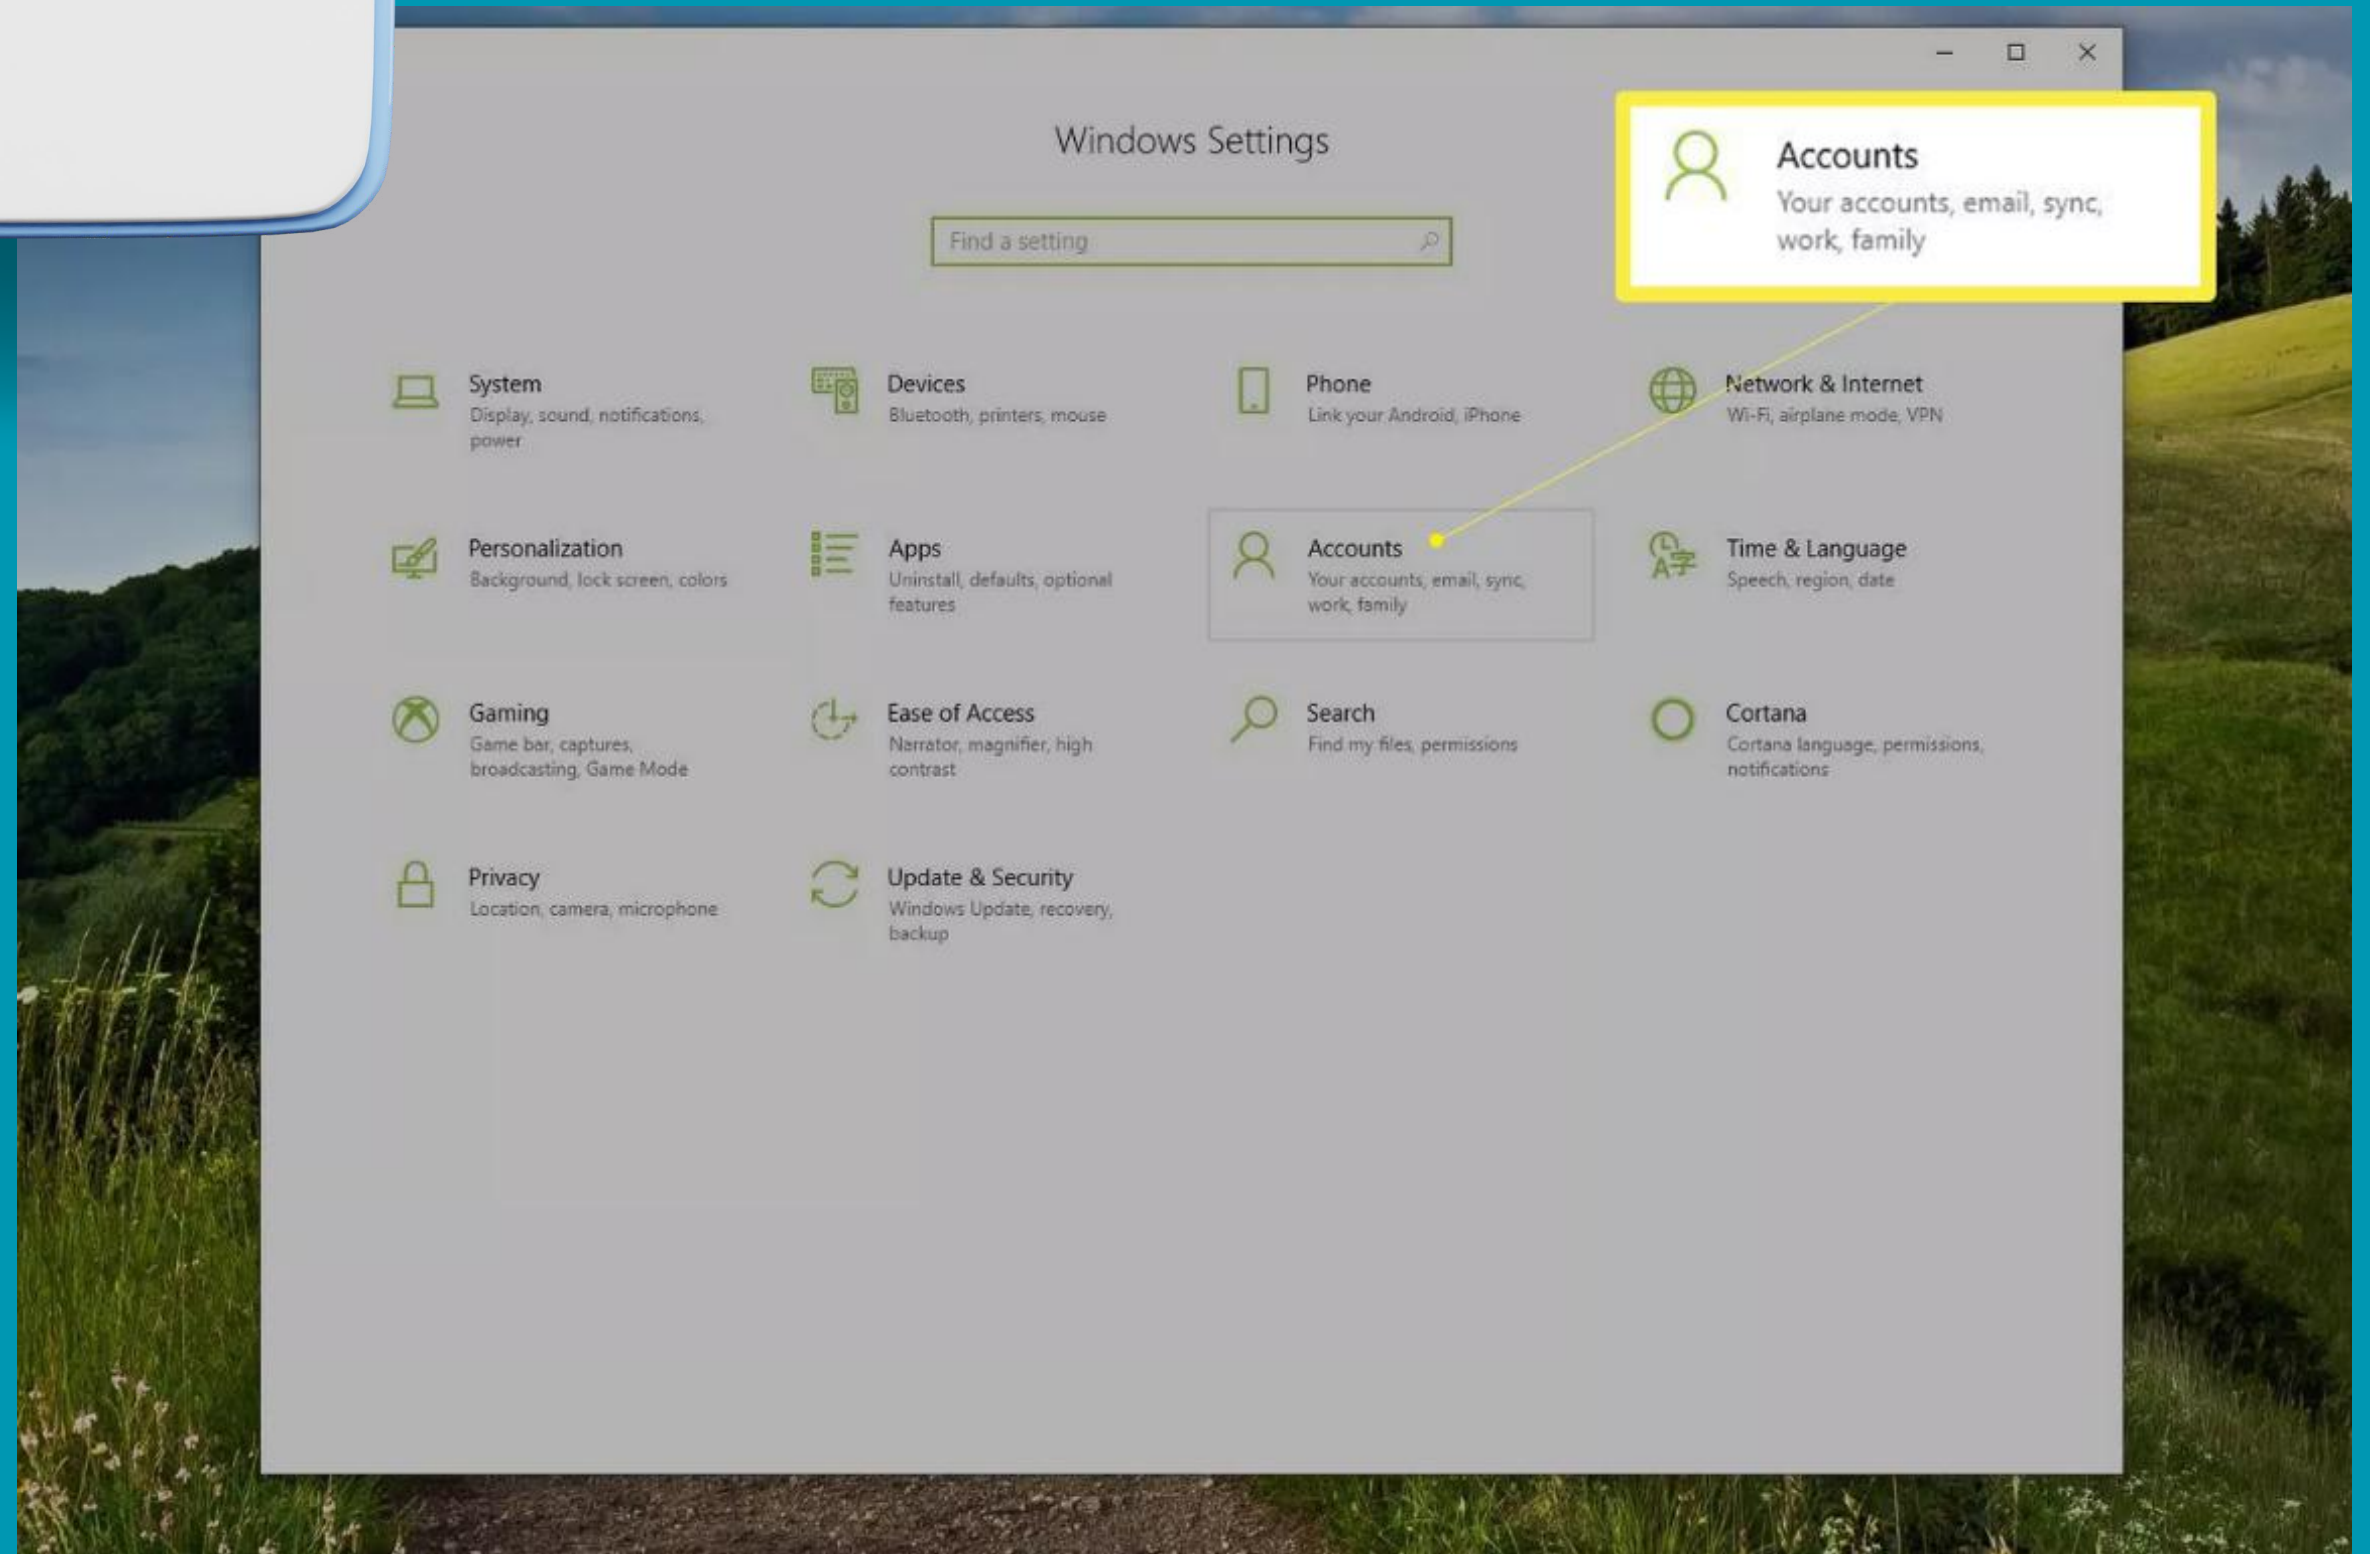 Windows Settings
Accounts
Your accounts, email, sync,
work, family
Find a setting
System
Display, sound, notifications,
power
Devices
Bluetooth, printers, mouse
Phone
Link your Android, iPhone
Network & Internet
Wi-Fi, airplane mode, VPN
Personalization
Background, lock screen, colors
Apps
Uninstall, defaults, optional
features
Accounts
Your accounts, email, sync,
work, family
Time & Language
Speech, region, date
Gaming
Game bar, captures,
broadcasting, Game Mode
Ease of Access
Narrator, magnifier, high
contrast
Search
Find my files, permissions
Cortana
Cortana language, permissions,
notifications
Privacy
Location, camera, microphone
Update & Security
Windows Update, recovery,
backup